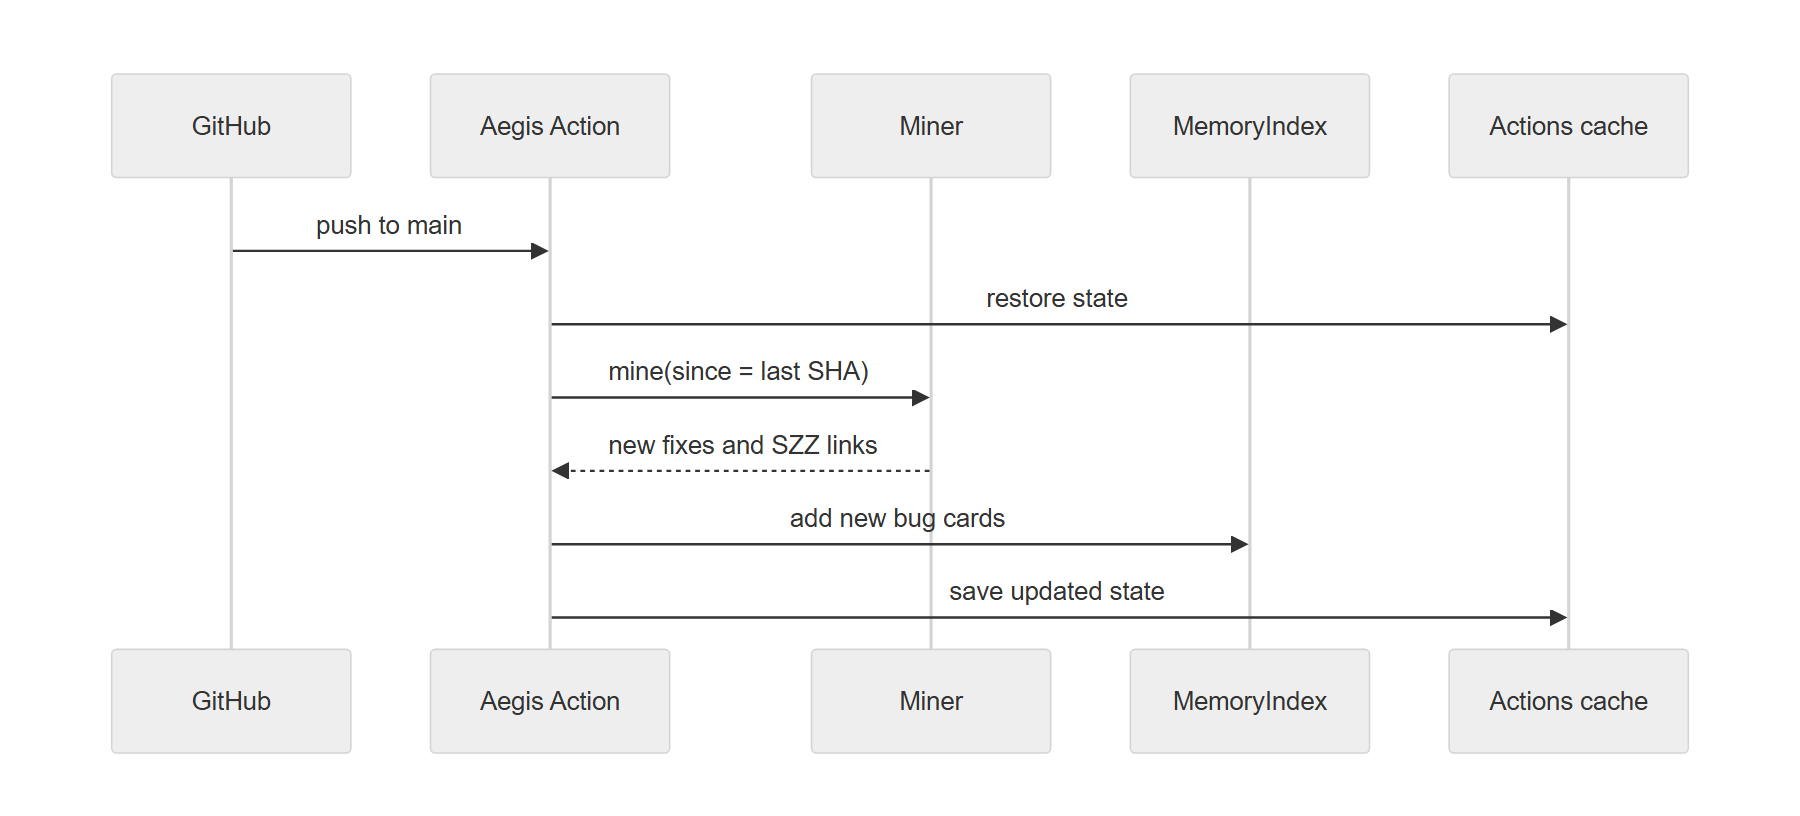 GitHub
Aegis Action
Miner
MemoryIndex
Actions cache
push to main
restore state
mine(since = last SHA)
new fixes and SZZ links
add new bug cards
save updated state
GitHub
Aegis Action
Miner
MemoryIndex
Actions cache